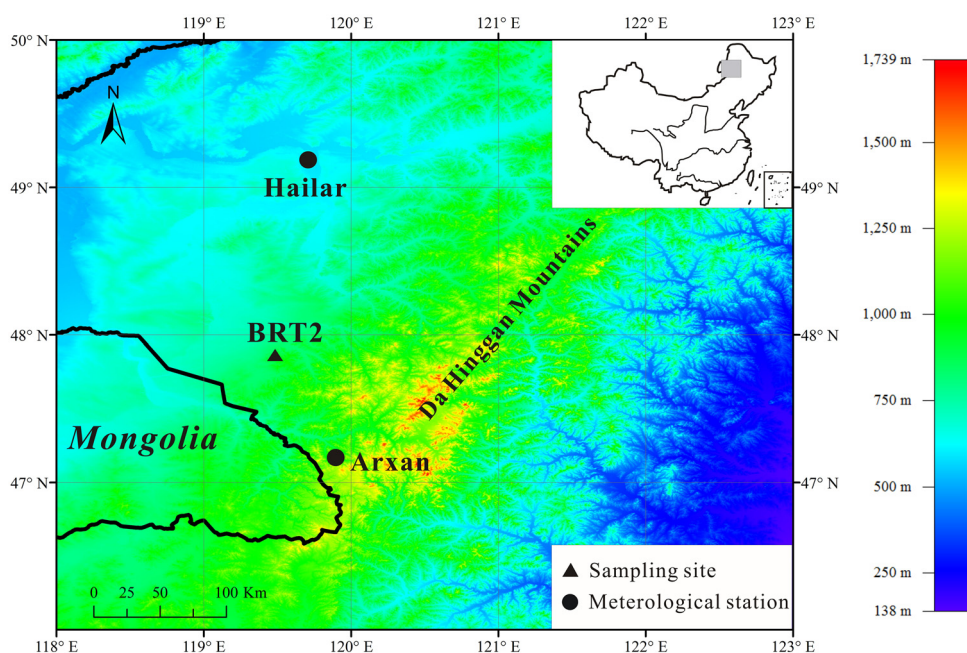 119° E 120° E 121° E 122° E 123° E
50° N
N
1,739 m
1,500 m
Hailar
49° N
49° N
1,250 m
Da Hinggan Mountains
48° N
48° N
BRT2
1,000 m
750 m
Mongolia
Arxan
47° N
47° N
500 m
Sampling site
250 m
0 25 50 100 Km
Meterological station
138 m
118° E 119° E 120° E 121° E 122° E 123° E